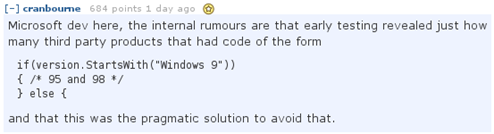 [-] cranbourne 684 points 1 day ago
Microsoft dev here, the internal rumours are that early testing revealed just how
many third party products that had code of the form
if(version.StartsWith("Windows 9"))
{ /* 95 and 98 */
} else {
and that this was the pragmatic solution to avoid that.